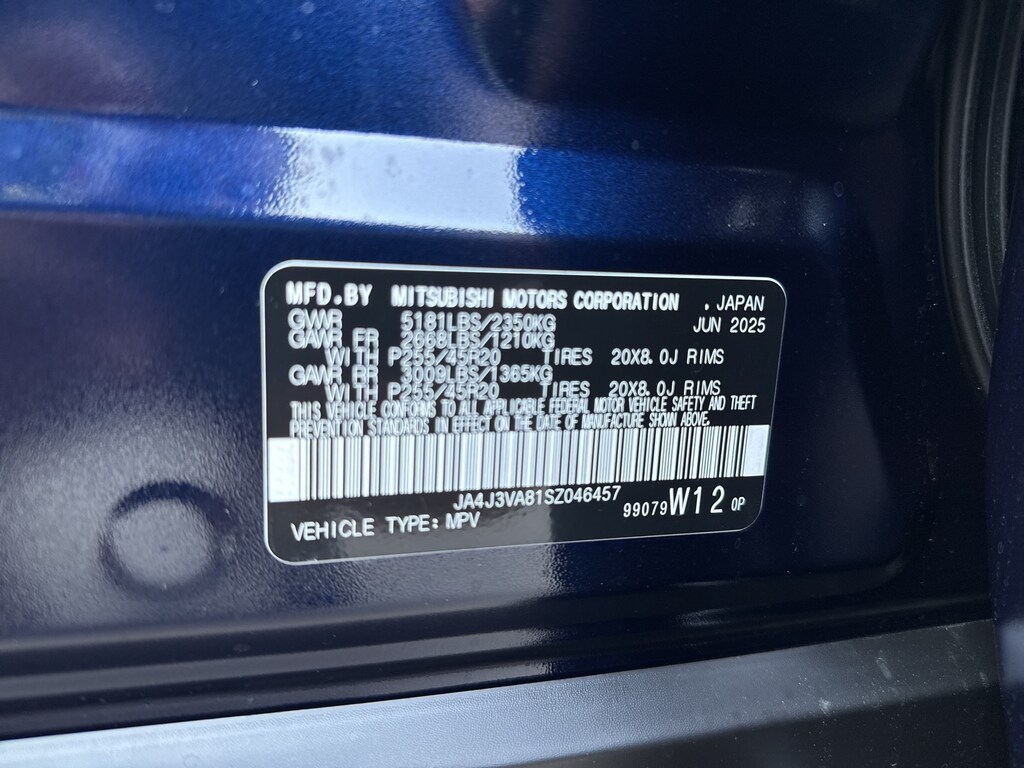 MFD.BY MITSUBISHI MOTORS CORPORATION . JAPAN
GVWR 5181LBS/2350KG JUN 2025
GAWR FR 2668LBS/1210KG
WITH P255/45R20 TIRES 20X8.0J RIMS
GAWR RR 3009LBS/1365KG
WITH P255/45R20 TIRES 20X8.0J RIMS
THIS VEHICLE CONFORMS TO ALL APPLICABLE FEDERAL MOTOR VEHICLE SAFETY AND THEFT
PREVENTION STANDARDS IN EFFECT ON THE DATE OF MANUFACTURE SHOWN ABOVE.
JA4J3VA81SZ046457
VEHICLE TYPE: MPV 99079 W12 OP